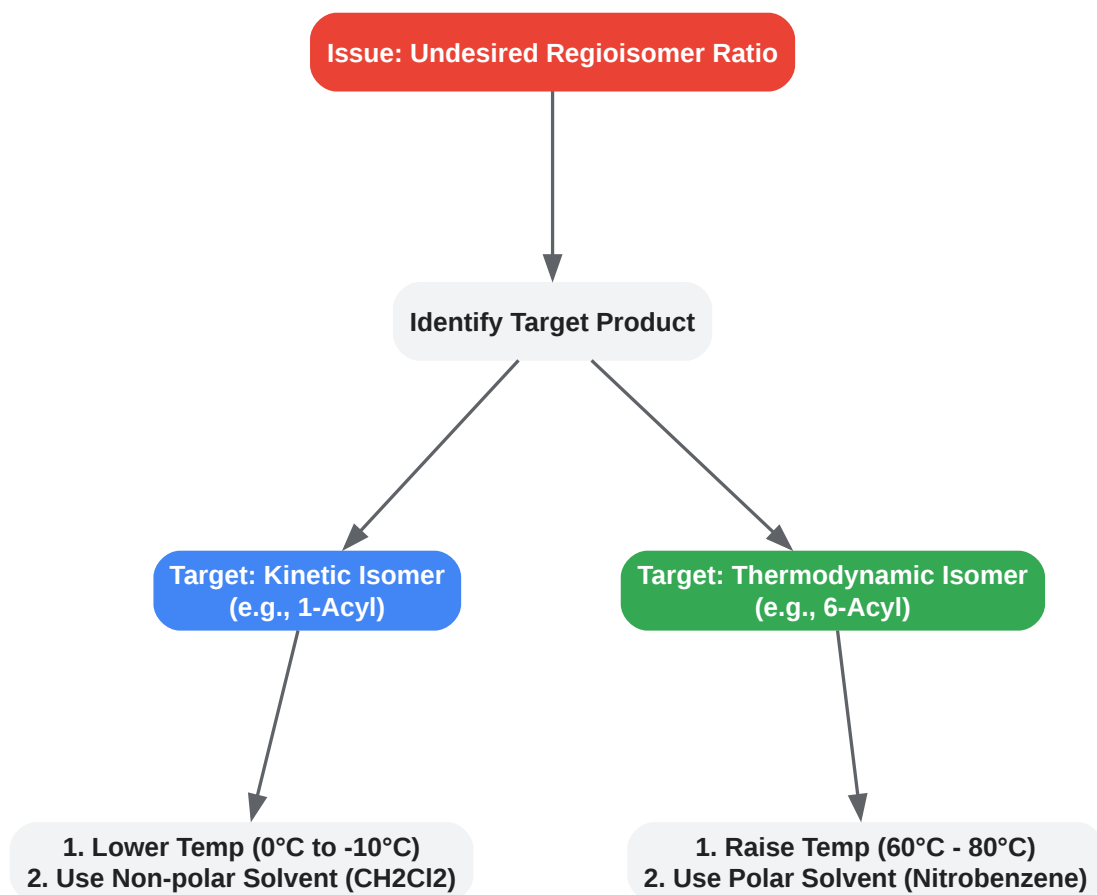 Issue: Undesired Regioisomer Ratio
Identify Target Product
Target: Kinetic Isomer
(e.g., 1-Acyl)
Target: Thermodynamic Isomer
(e.g., 6-Acyl)
1. Lower Temp (0°C to -10°C)
2. Use Non-polar Solvent (CH2Cl2)
1. Raise Temp (60°C - 80°C)
2. Use Polar Solvent (Nitrobenzene)